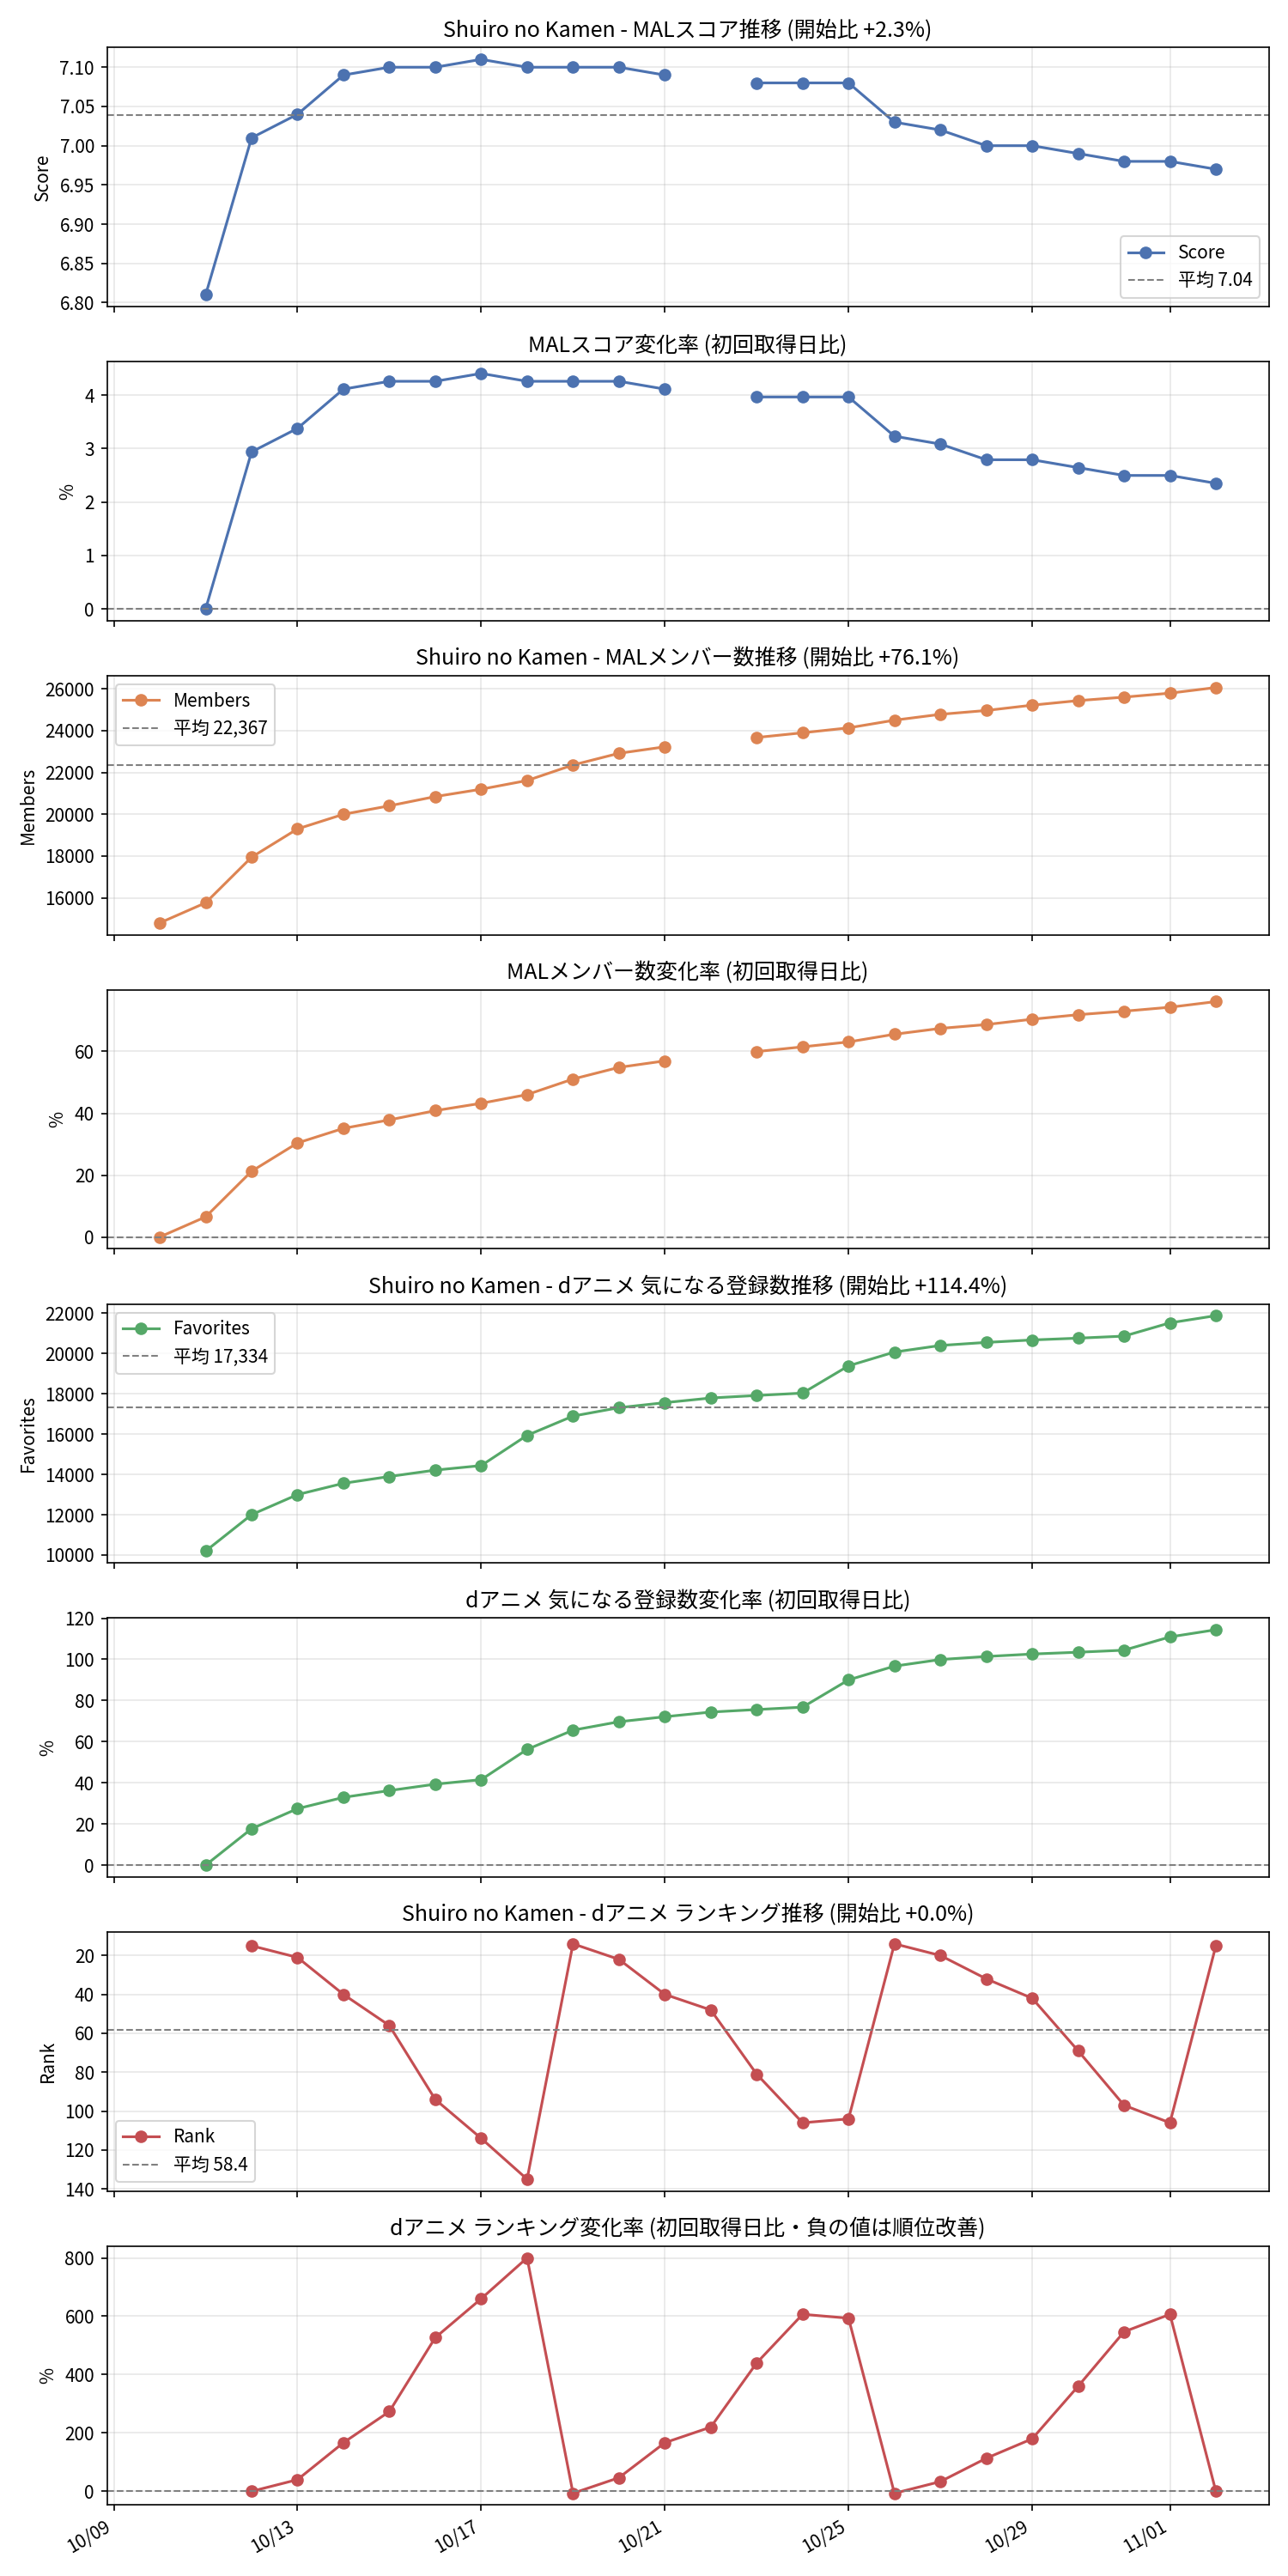 Shuiro no Kamen - MALスコア推移 (開始比 +2.3%)
7.10
7.05
7.00
6.95
6.90
6.85
6.80
Score
Score
平均 7.04
MALスコア変化率 (初回取得日比)
4
3
2
1
0
%
Shuiro no Kamen - MALメンバー数推移 (開始比 +76.1%)
26000
24000
22000
20000
18000
16000
Members
Members
平均 22,367
MALメンバー数変化率 (初回取得日比)
60
40
20
0
%
Shuiro no Kamen - dアニメ 気になる登録数推移 (開始比 +114.4%)
22000
20000
18000
16000
14000
12000
10000
Favorites
Favorites
平均 17,334
dアニメ 気になる登録数変化率 (初回取得日比)
120
100
80
60
40
20
0
%
Shuiro no Kamen - dアニメ ランキング推移 (開始比 +0.0%)
20
40
60
80
100
120
140
Rank
Rank
平均 58.4
dアニメ ランキング変化率 (初回取得日比・負の値は順位改善)
800
600
400
200
0
%
10/09
10/13
10/17
10/21
10/25
10/29
11/01